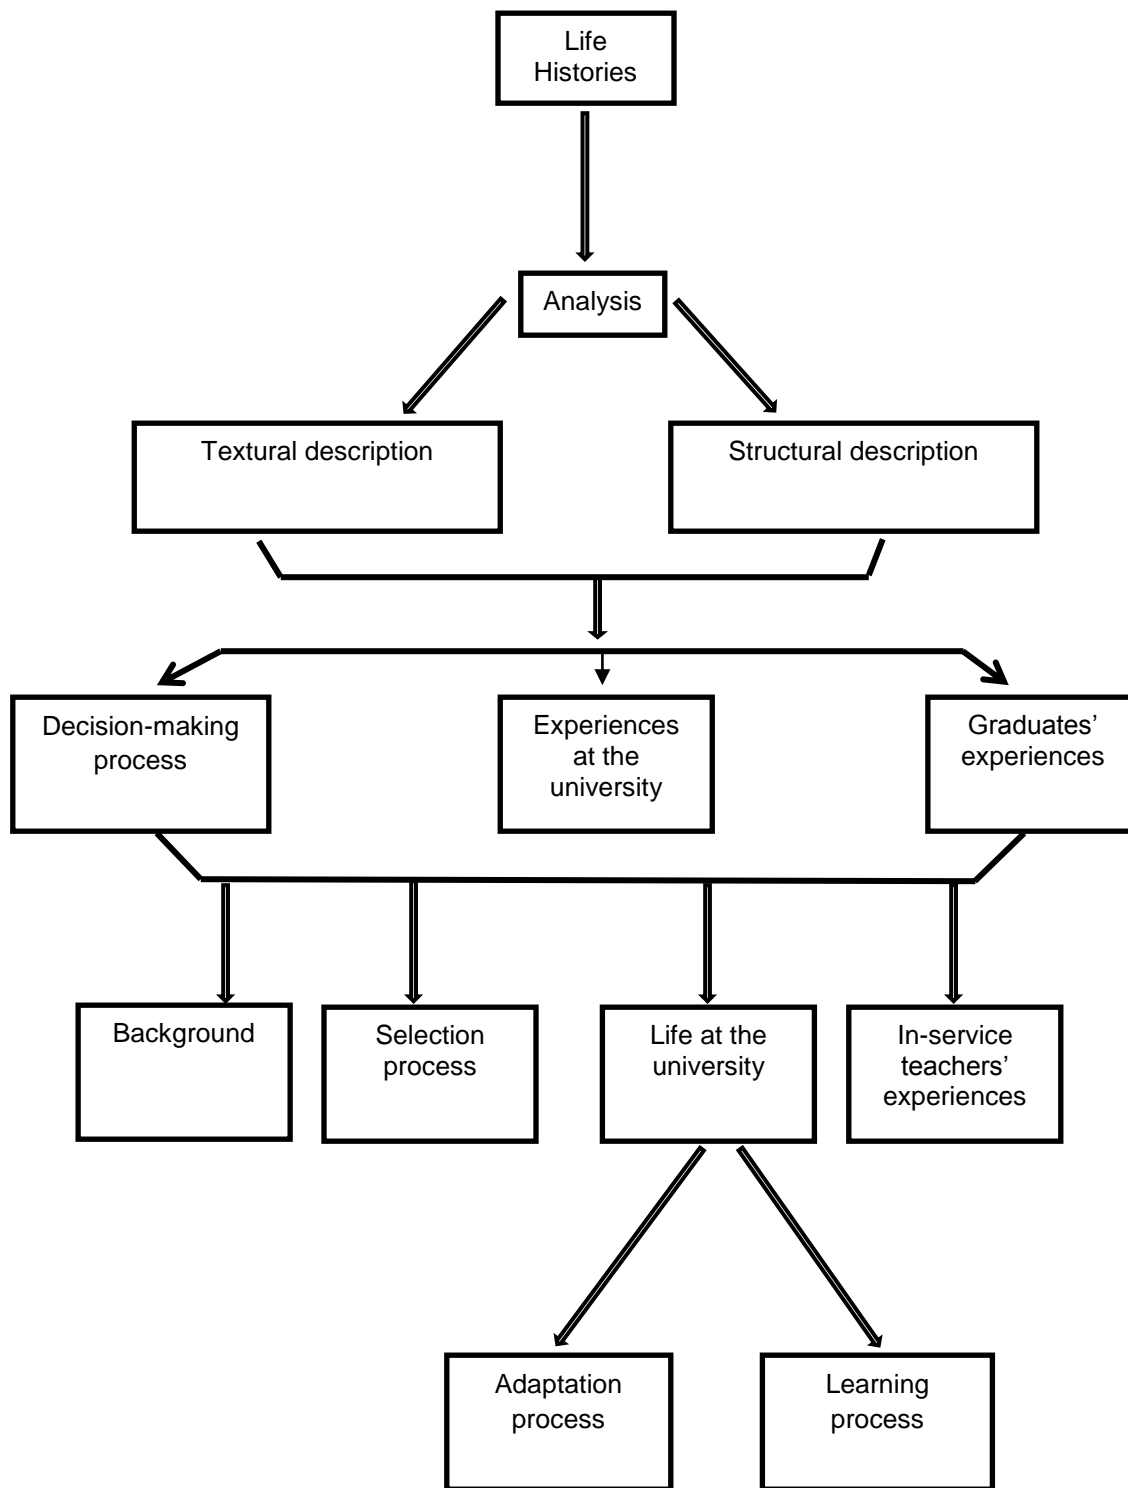 Life
Histories
Analysis
Textural description
Structural description
Decision-making
process
Experiences
at the
university
Graduates’
experiences
Background
Selection
process
Life at the
university
In-service
teachers’
experiences
Adaptation
process
Learning
process